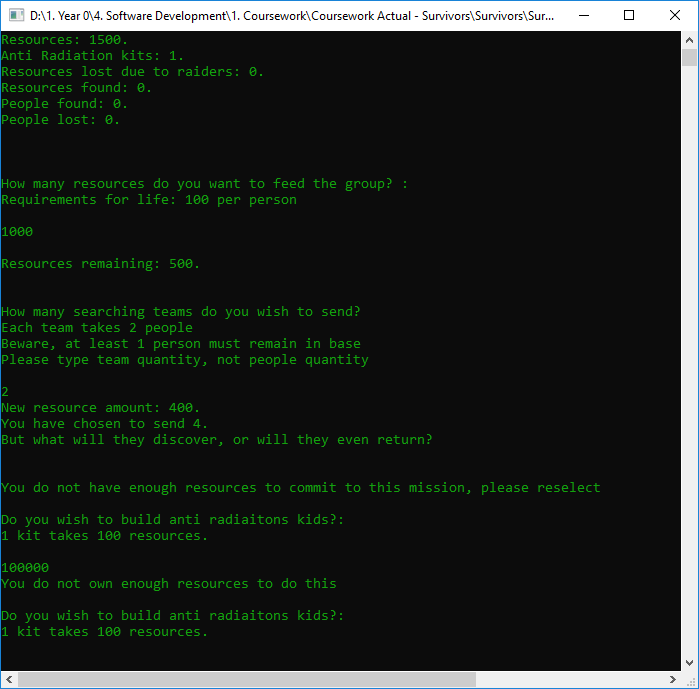 D:\1. Year 0\4. Software Development\1. Coursework\Coursework Actual - Survivors\Survivors\Sur...
Resources: 1500.
Anti Radiation kits: 1.
Resources lost due to raiders: 0.
Resources found: 0.
People found: 0.
People lost: 0.
How many resources do you want to feed the group? :
Requirements for life: 100 per person
1000
Resources remaining: 500.
How many searching teams do you wish to send?
Each team takes 2 people
Beware, at least 1 person must remain in base
Please type team quantity, not people quantity
2
New resource amount: 400.
You have chosen to send 4.
But what will they discover, or will they even return?
You do not have enough resources to commit to this mission, please reselect
Do you wish to build anti radiaitons kids?:
1 kit takes 100 resources.
100000
You do not own enough resources to do this
Do you wish to build anti radiaitons kids?:
1 kit takes 100 resources.